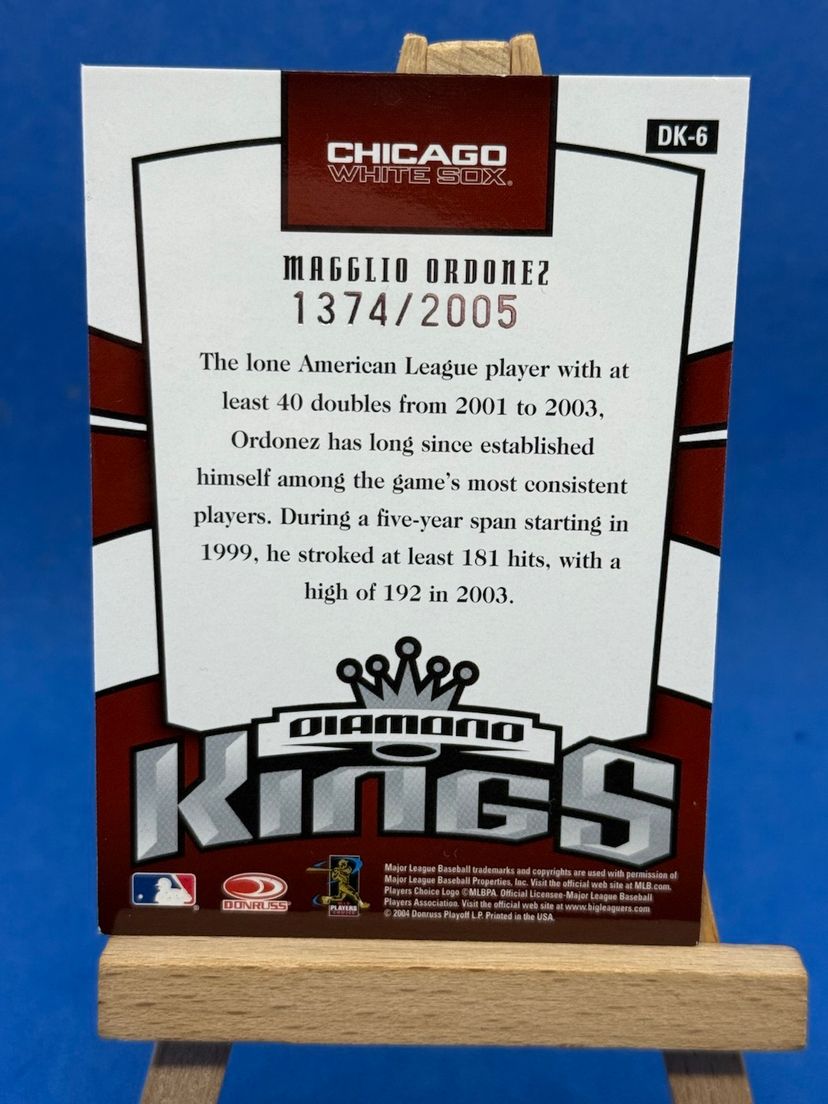 DK-6
CHICAGO
WHITE SOX®
MAGGLIO ORDONEZ
1374/2005
The lone American League player with at
least 40 doubles from 2001 to 2003,
Ordonez has long since established
himself among the game's most consistent
players. During a five-year span starting in
1999, he stroked at least 181 hits, with a
high of 192 in 2003.
DIAMOND
KINGS
DONRUSS
PLAYERS
CHOICE
Major League Baseball trademarks and copyrights are used with permission of
Major League Baseball Properties, Inc. Visit the official web site at MLB.com.
Players Choice Logo ©MLBPA. Official Licensee-Major League Baseball
Players Association. Visit the official web site at www.bigleaguers.com
© 2004 Donruss Playoff L.P. Printed in the USA.